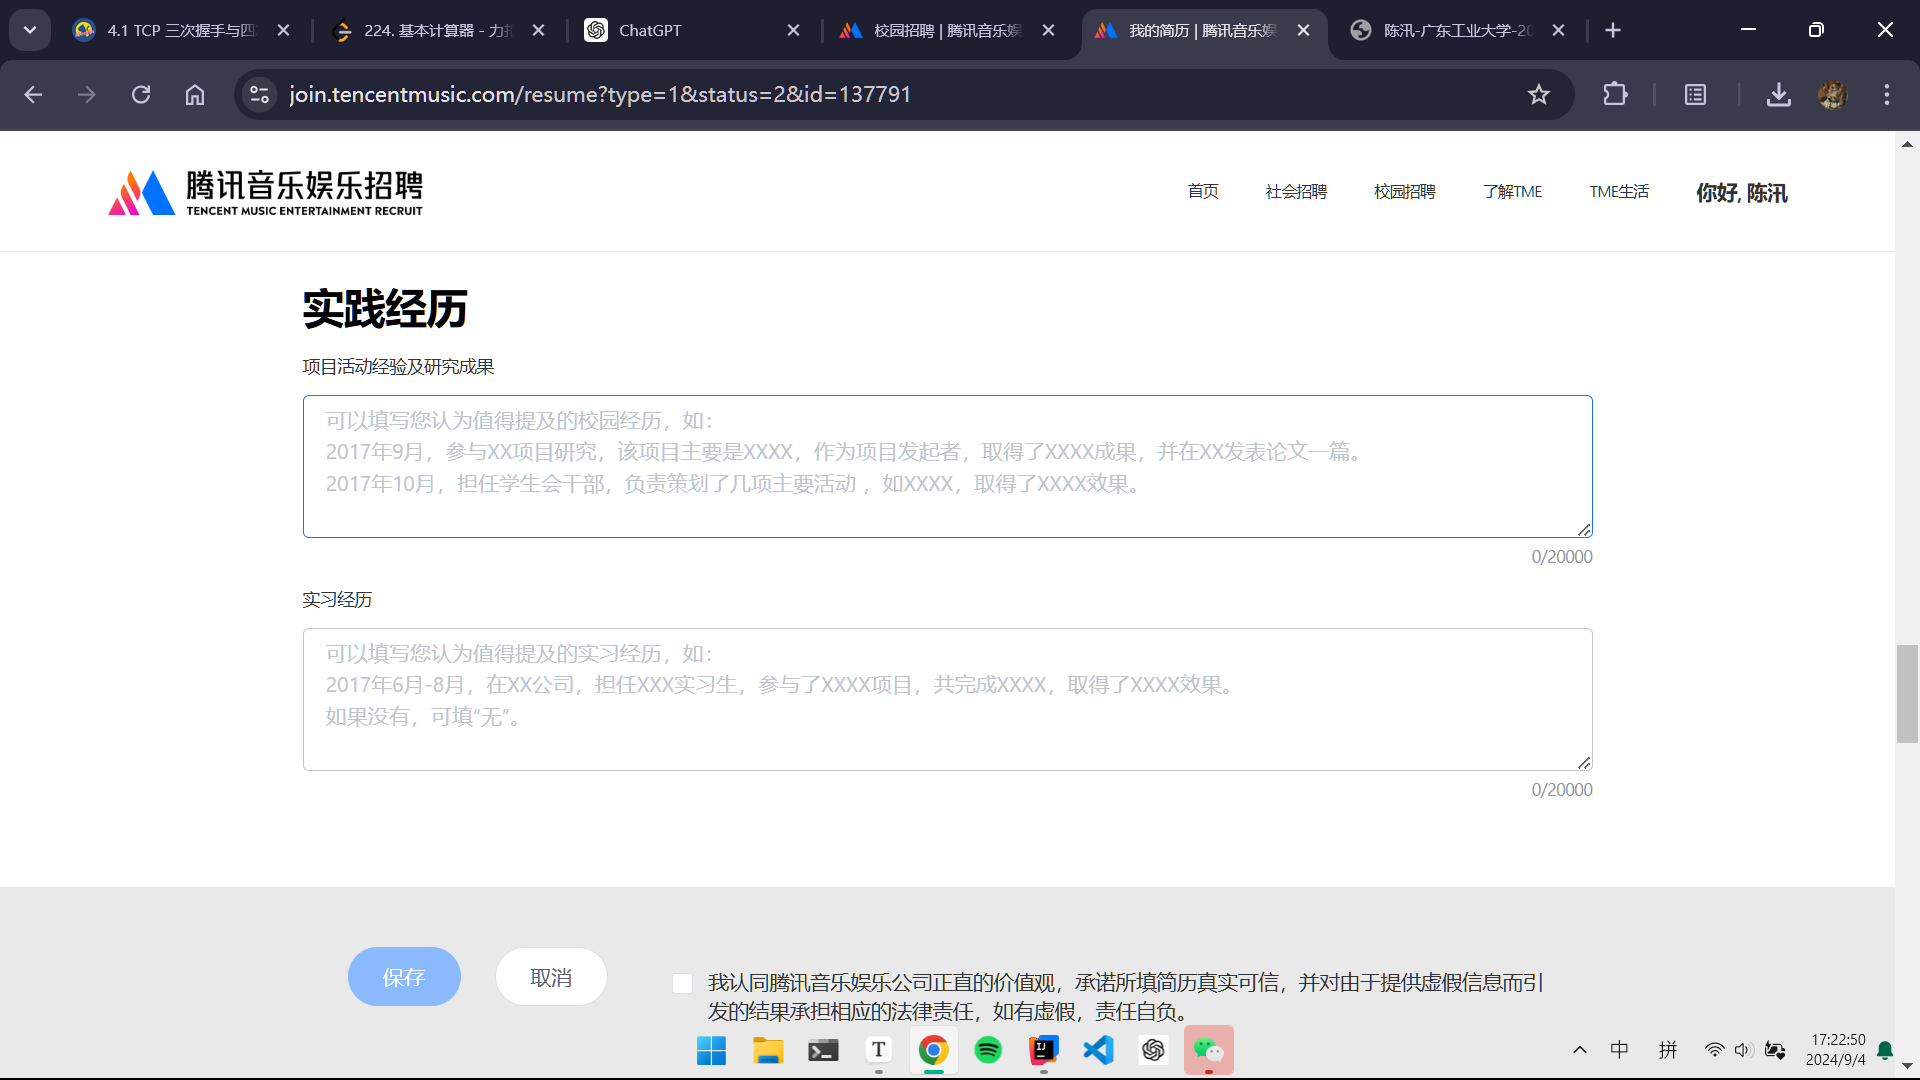 4.1 TCP 三次握手与四
224. 基本计算器 - 力扣
ChatGPT
校园招聘 | 腾讯音乐娱
我的简历 | 腾讯音乐娱
陈汛-广东工业大学-20
join.tencentmusic.com/resume?type=1&status=2&id=137791
腾讯音乐娱乐招聘
TENCENT MUSIC ENTERTAINMENT RECRUIT
首页
社会招聘
校园招聘
了解TME
TME生活
你好, 陈汛
实践经历
项目活动经验及研究成果
可以填写您认为值得提及的校园经历，如：
2017年9月，参与XX项目研究，该项目主要是XXXX，作为项目发起者，取得了XXXX成果，并在XX发表论文一篇。
2017年10月，担任学生会干部，负责策划了几项主要活动 ，如XXXX，取得了XXXX效果。
0/20000
实习经历
可以填写您认为值得提及的实习经历，如：
2017年6月-8月，在XX公司，担任XXX实习生，参与了XXXX项目，共完成XXXX，取得了XXXX效果。
如果没有，可填“无”。
0/20000
保存
取消
我认同腾讯音乐娱乐公司正直的价值观，承诺所填简历真实可信，并对由于提供虚假信息而引
发的结果承担相应的法律责任，如有虚假，责任自负。
T
IJ
中
拼
17:22:50
2024/9/4